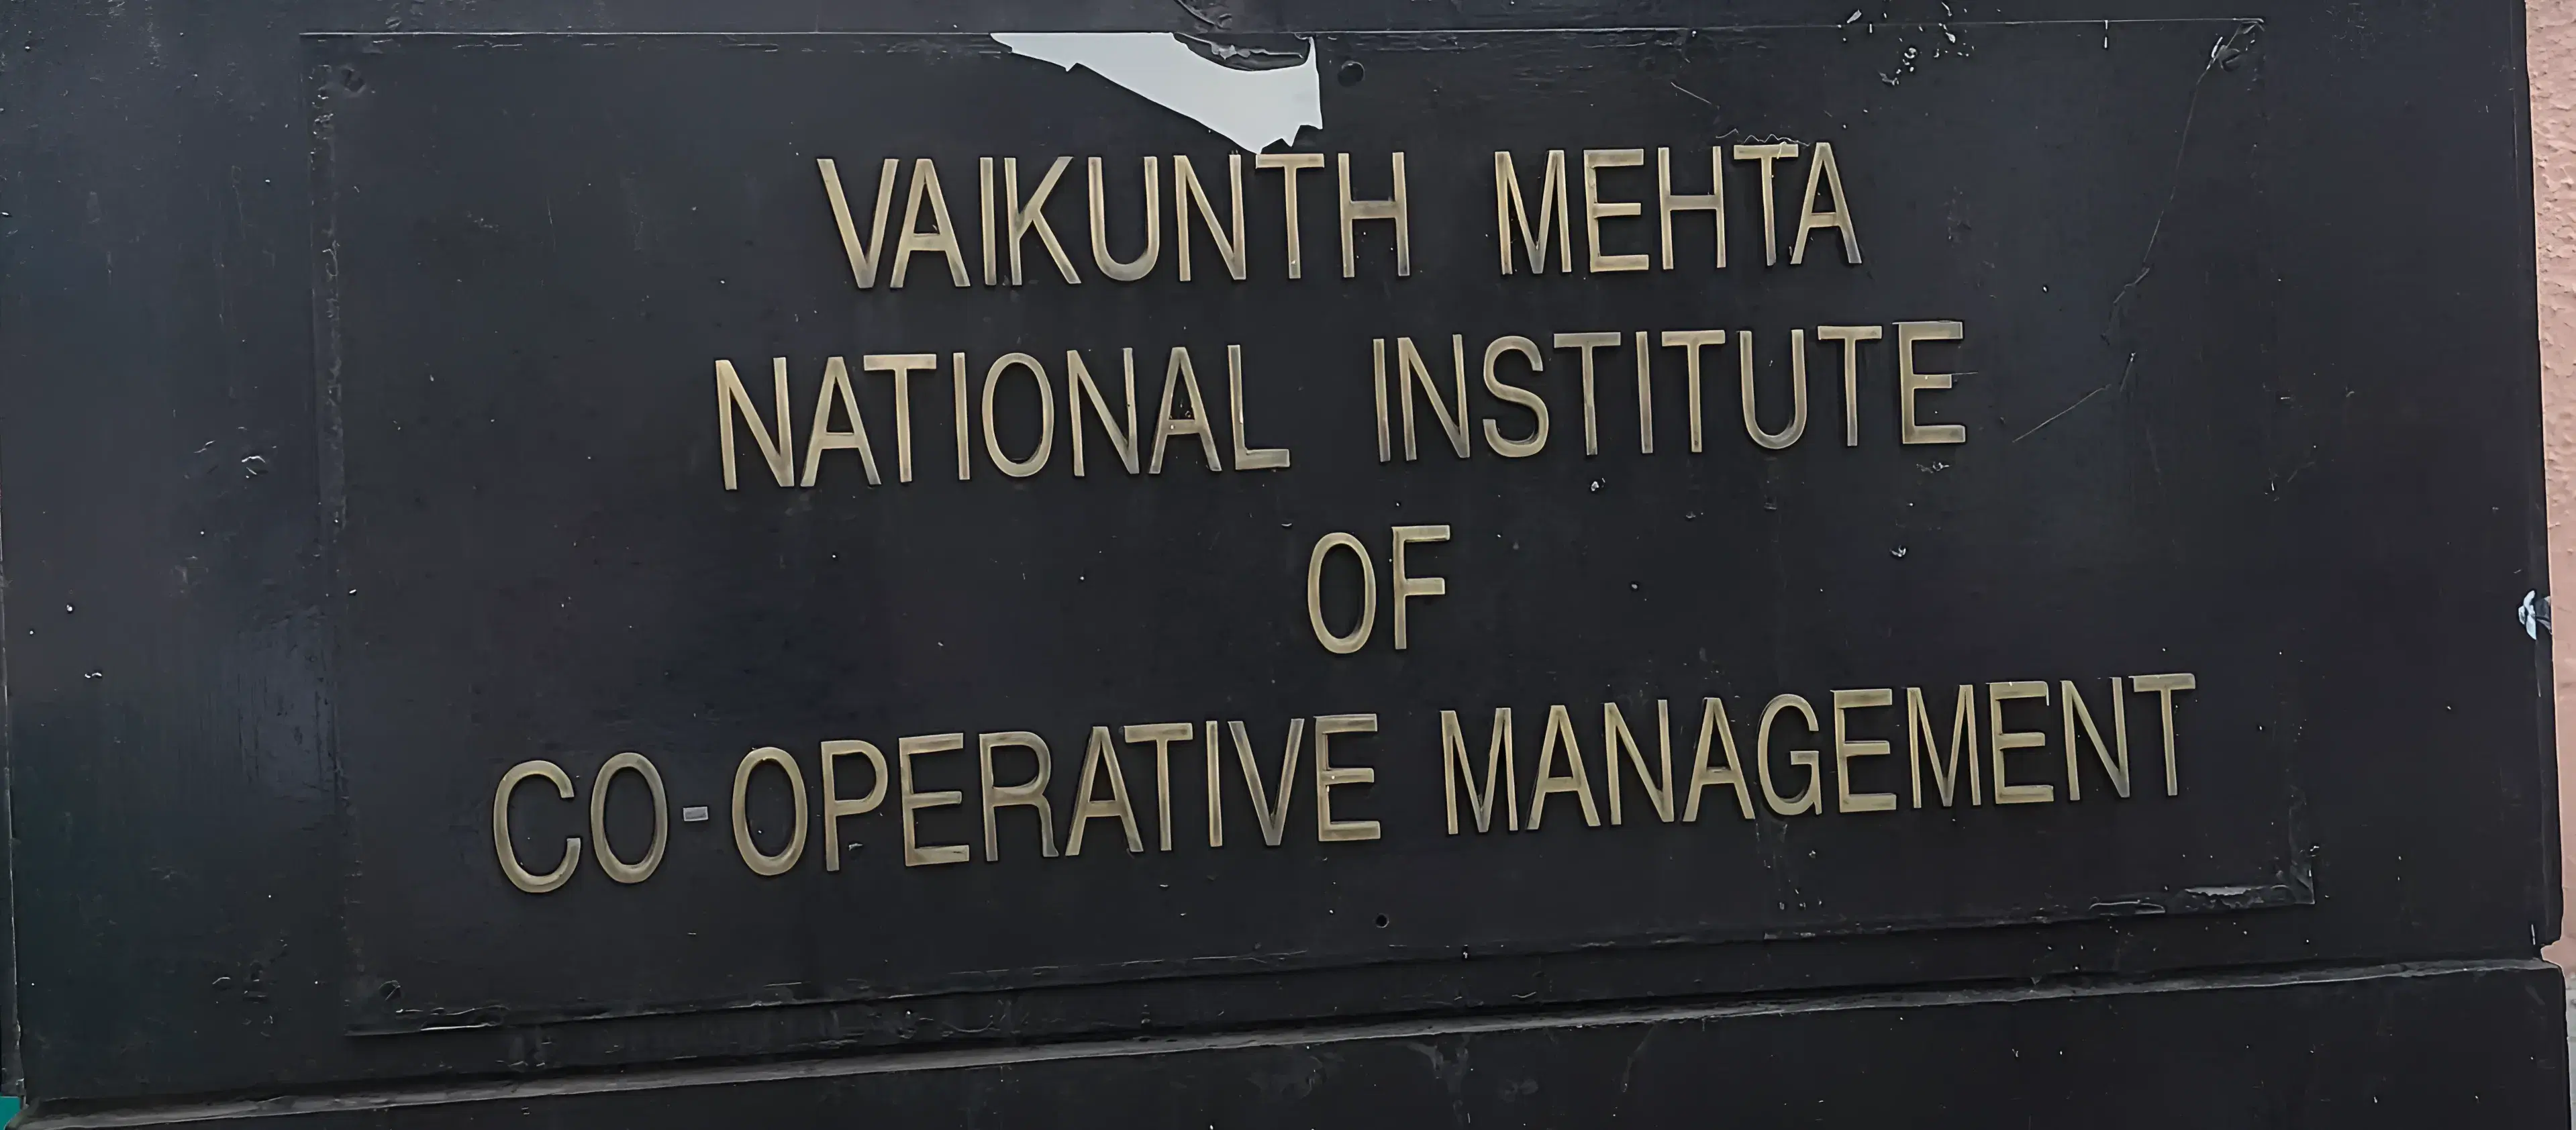 VAIKUNTH MEHTA
NATIONAL INSTITUTE
OF
CO-OPERATIVE MANAGEMENT